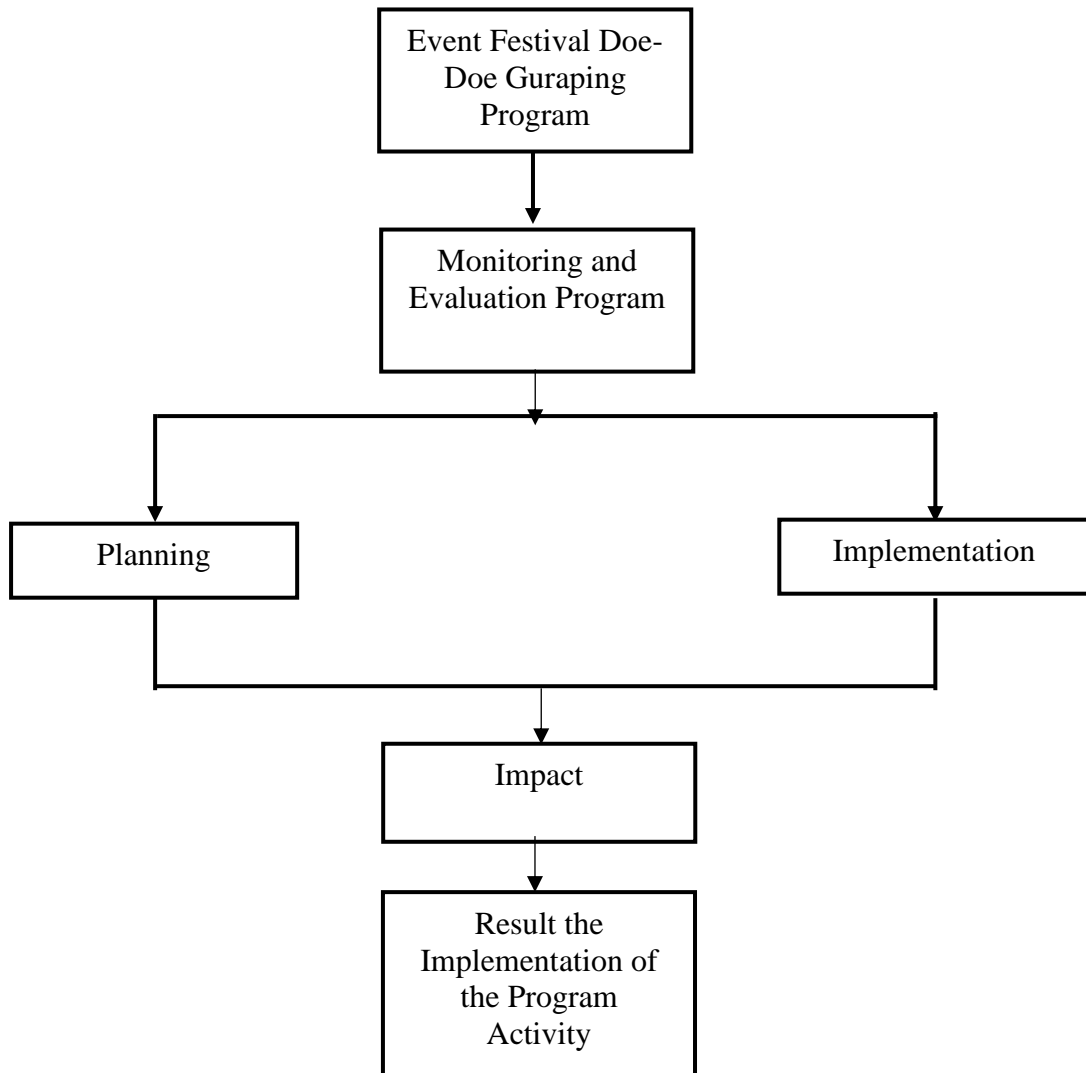 Event Festival Doe-
Doe Guraping
Program
Monitoring and
Evaluation Program
Planning
Implementation
Impact
Result the
Implementation of
the Program
Activity